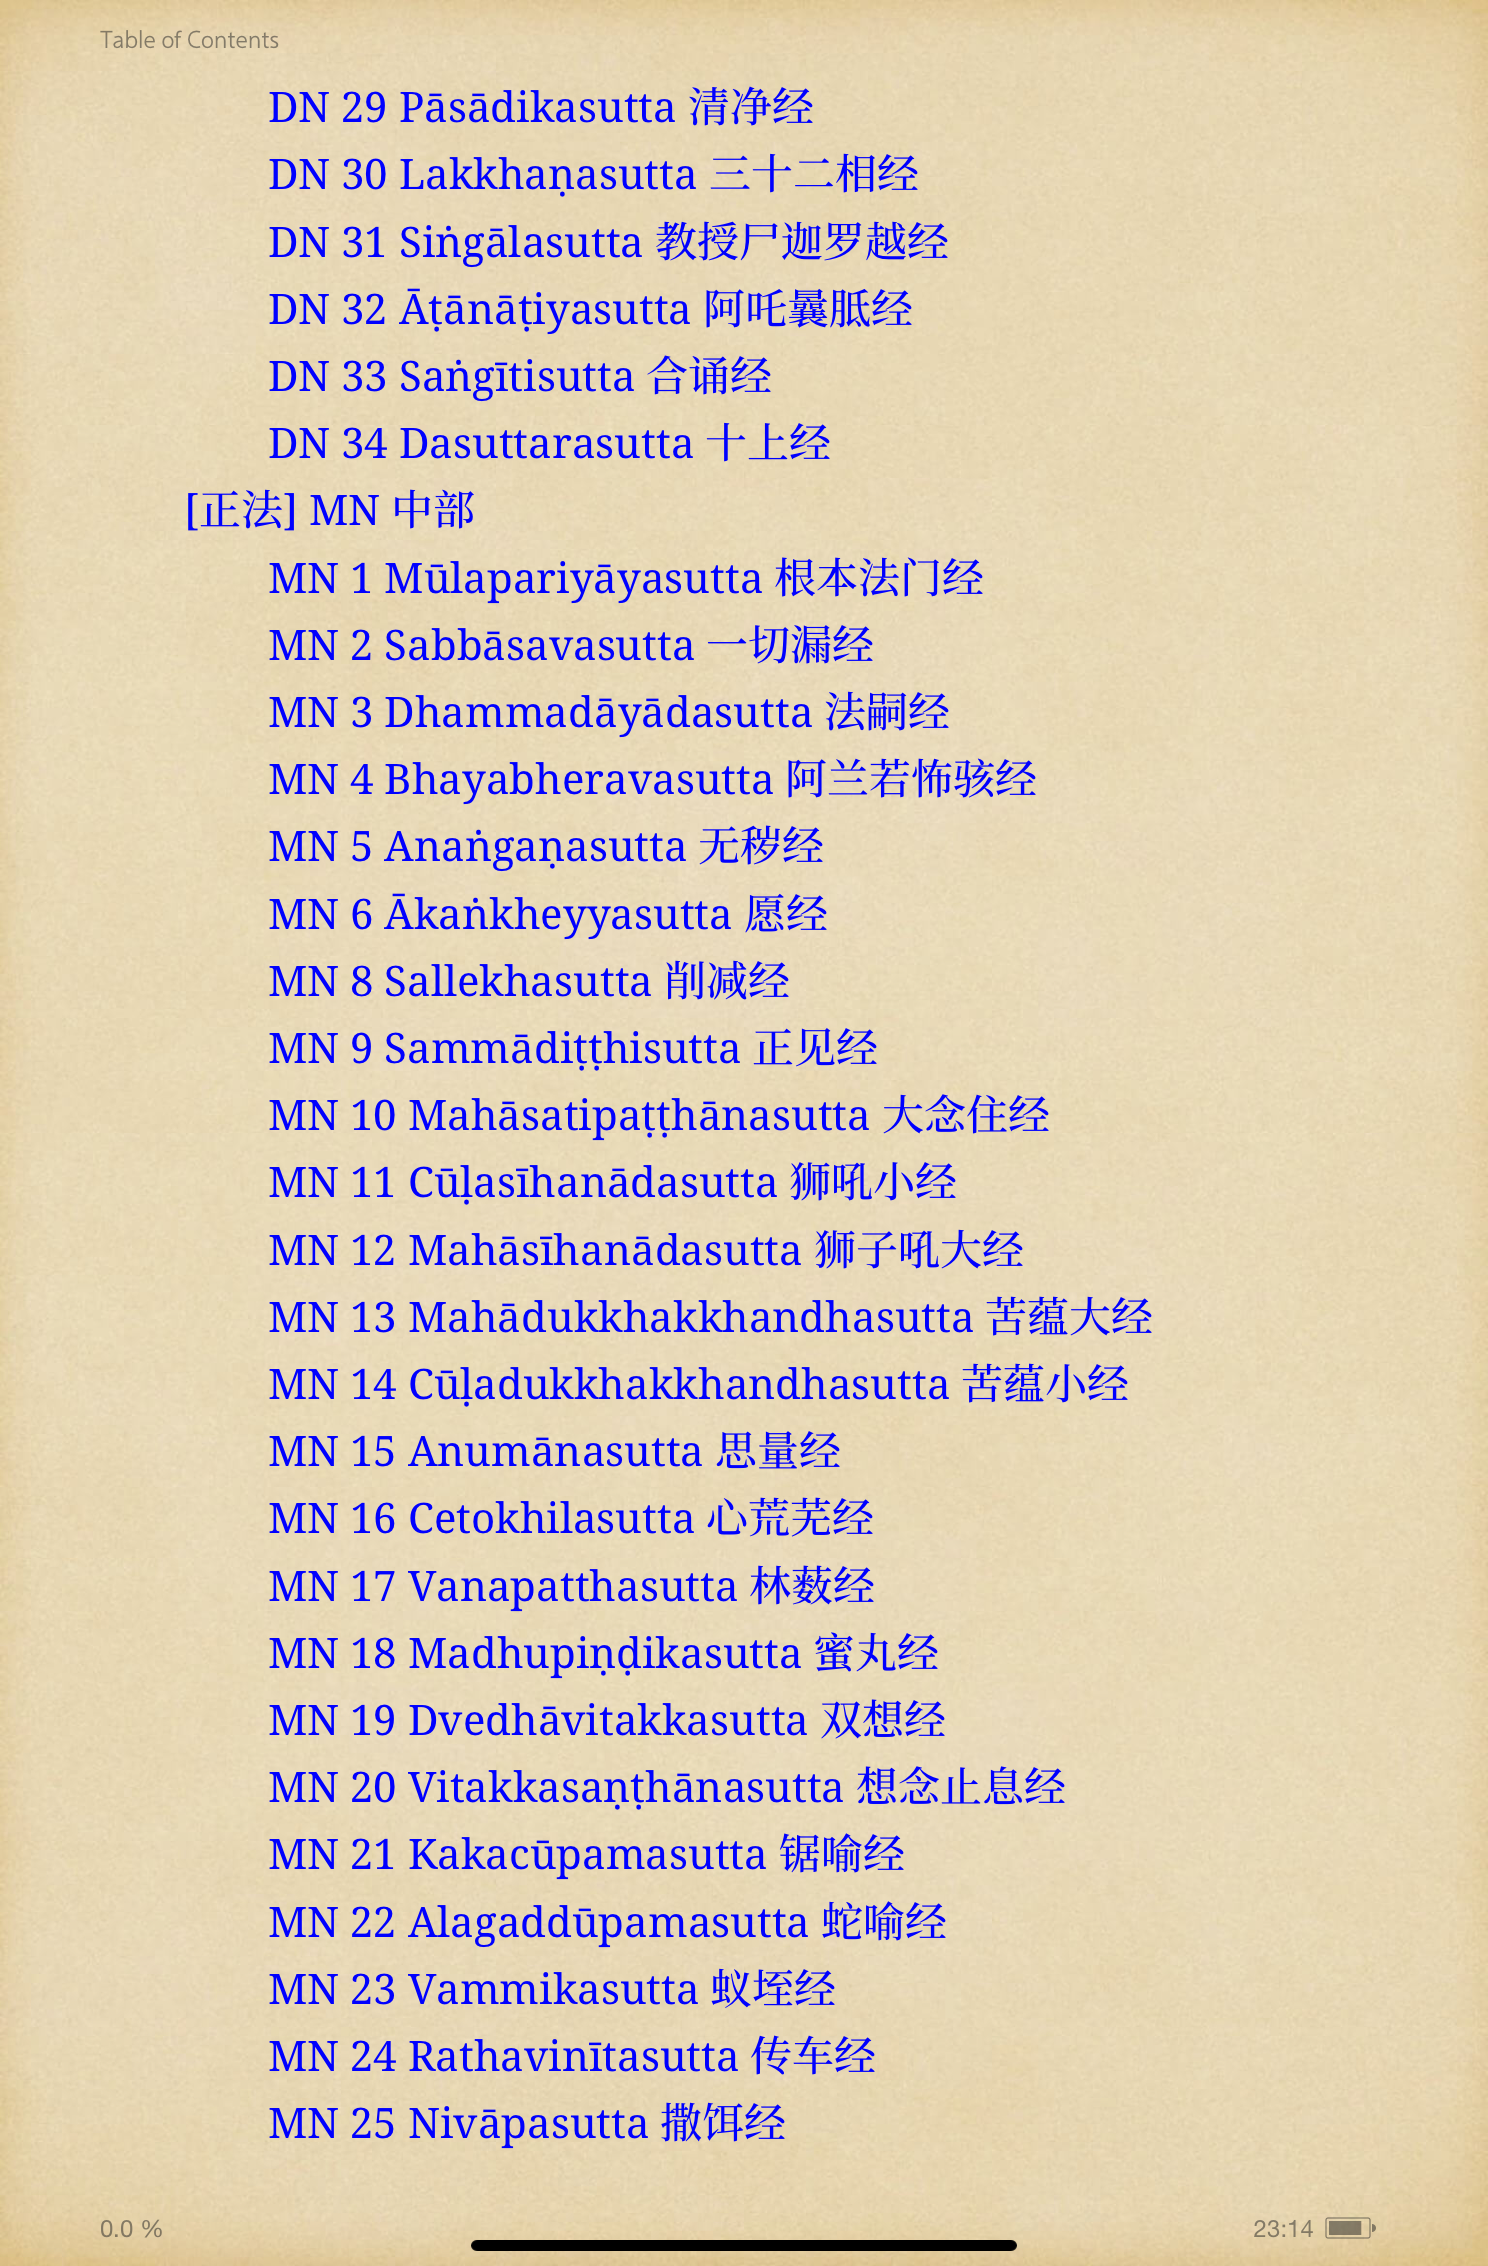 Table of Contents
DN 29 Pāsādikasutta 清净经
DN 30 Lakkhaṇasutta 三十二相经
DN 31 Siṅgālasutta 教授尸迦罗越经
DN 32 Āṭānāṭiyasutta 阿吒曩胝经
DN 33 Saṅgītisutta 合诵经
DN 34 Dasuttarasutta 十上经
[正法] MN 中部
MN 1 Mūlapariyāyasutta 根本法门经
MN 2 Sabbāsavasutta 一切漏经
MN 3 Dhammadāyādasutta 法嗣经
MN 4 Bhayabheravasutta 阿兰若怖骇经
MN 5 Anaṅgaṇasutta 无秽经
MN 6 Ākaṅkheyyasutta 愿经
MN 8 Sallekhasutta 削减经
MN 9 Sammādiṭṭhisutta 正见经
MN 10 Mahāsatipaṭṭhānasutta 大念住经
MN 11 Cūḷasīhanādasutta 狮吼小经
MN 12 Mahāsīhanādasutta 狮子吼大经
MN 13 Mahādukkhakkhandhasutta 苦蕴大经
MN 14 Cūḷadukkhakkhandhasutta 苦蕴小经
MN 15 Anumānasutta 思量经
MN 16 Cetokhilasutta 心荒芜经
MN 17 Vanapatthasutta 林薮经
MN 18 Madhupiṇḍikasutta 蜜丸经
MN 19 Dvedhāvitakkasutta 双想经
MN 20 Vitakkasaṇṭhānasutta 想念止息经
MN 21 Kakacūpamasutta 锯喻经
MN 22 Alagaddūpamasutta 蛇喻经
MN 23 Vammikasutta 蚁垤经
MN 24 Rathavinītasutta 传车经
MN 25 Nivāpasutta 撒饵经
0.0 %
23:14